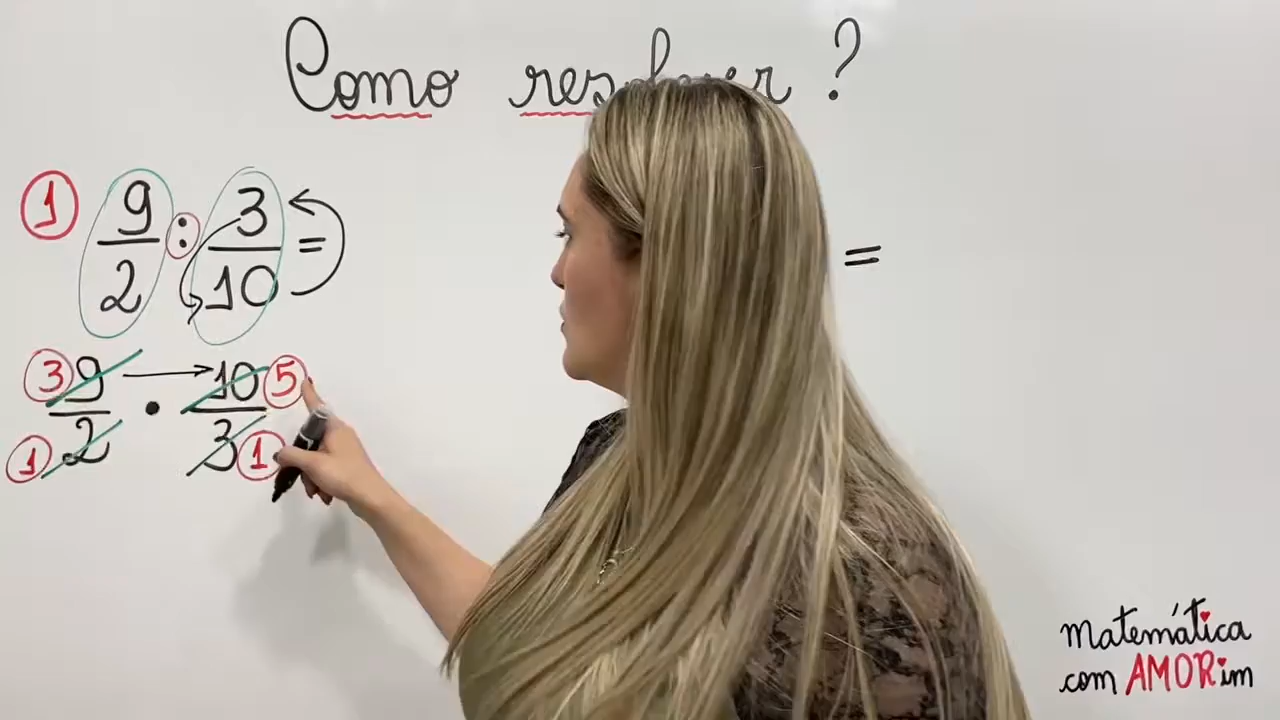 Como ?
1 9/2 : 3/10 = =
3 9/2 1 · 10/3 5 1
Matemática
com AMORim